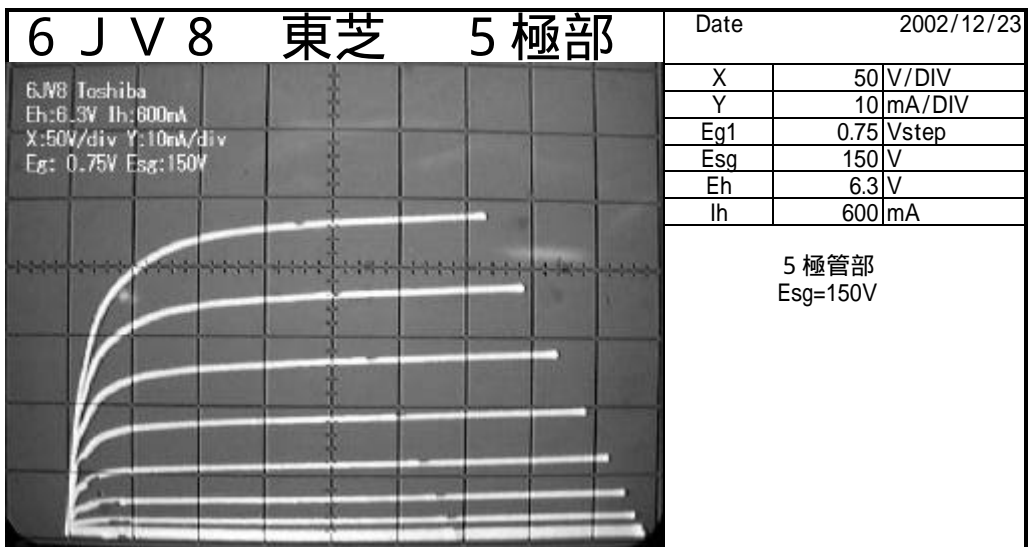 ６ＪＶ８ 東芝 ５極部
Date 2002/12/23
X 50 V/DIV
Y 10 mA/DIV
Eg1 0.75 Vstep
Esg 150 V
Eh 6.3 V
Ih 600 mA
6JV8 Toshiba
Eh:6.3V Ih:600mA
X:50V/div Y:10mA/div
Eg: 0.75V Esg:150V
５極管部
Esg=150V